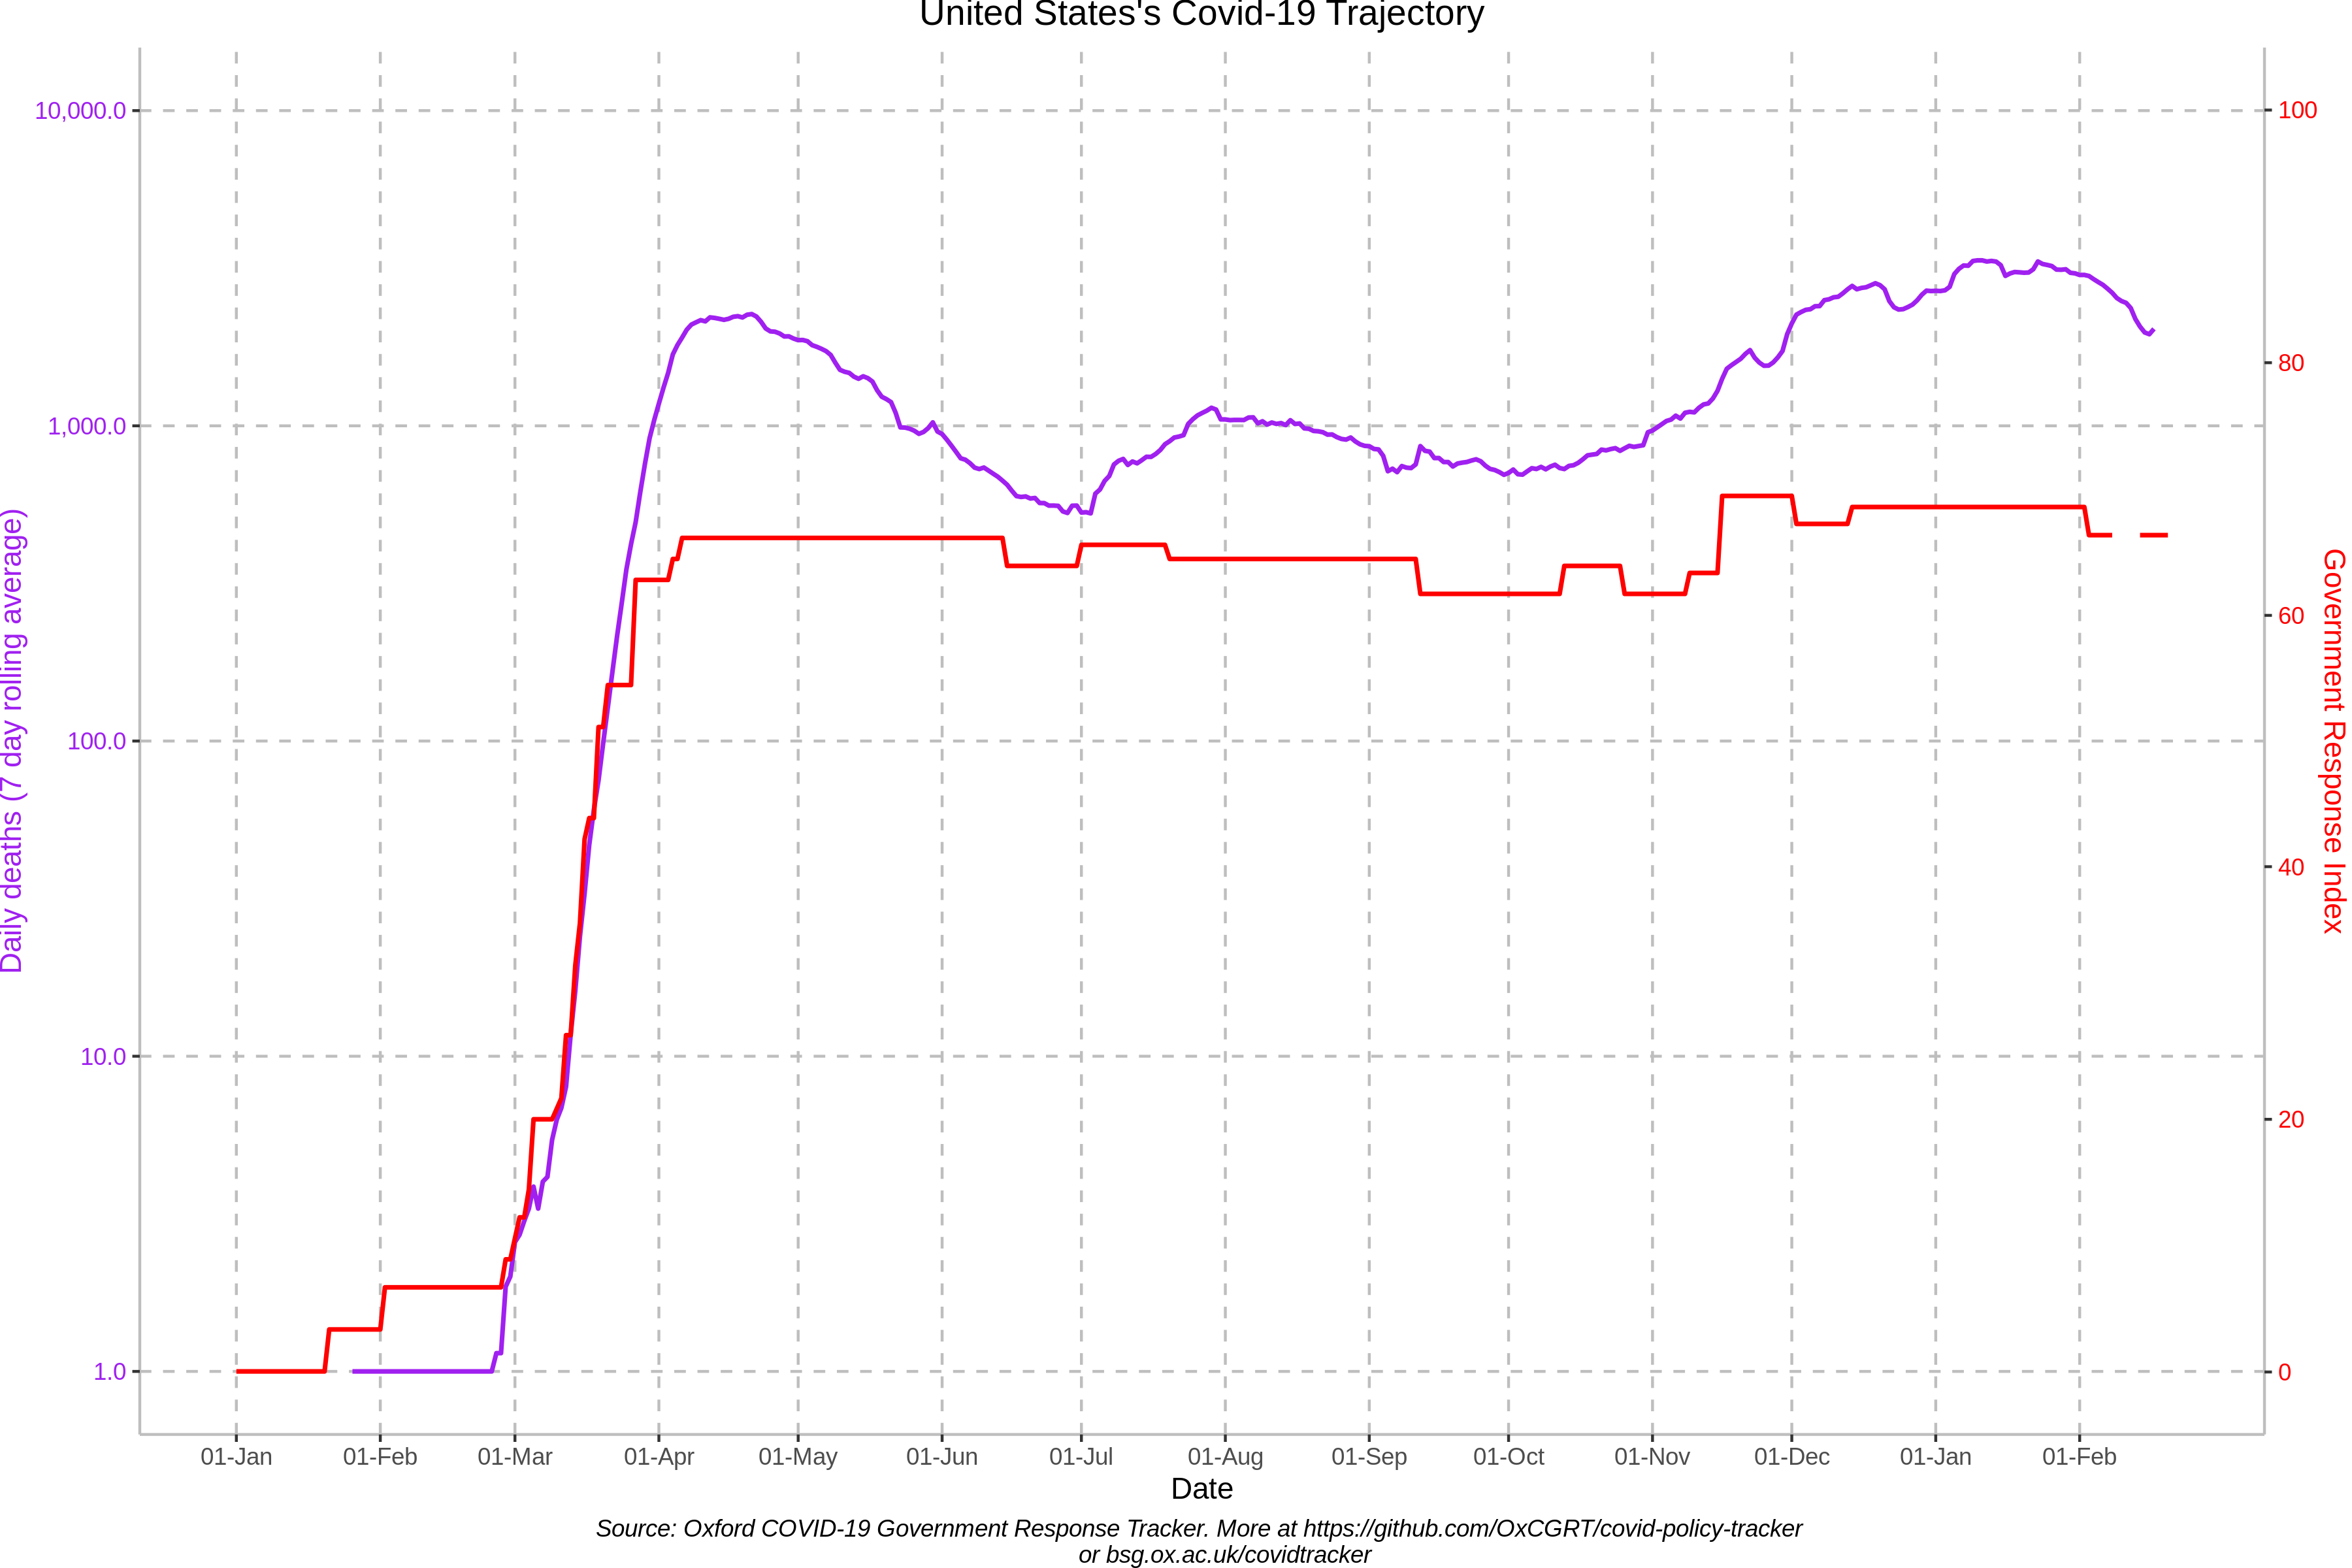 United States's Covid-19 Trajectory
Daily deaths (7 day rolling average)
10,000.0
1,000.0
100.0
10.0
1.0
100
80
60
40
20
0
Government Response Index
01-Jan 01-Feb 01-Mar 01-Apr 01-May 01-Jun 01-Jul 01-Aug 01-Sep 01-Oct 01-Nov 01-Dec 01-Jan 01-Feb
Date
Source: Oxford COVID-19 Government Response Tracker. More at https://github.com/OxCGRT/covid-policy-tracker
or bsg.ox.ac.uk/covidtracker